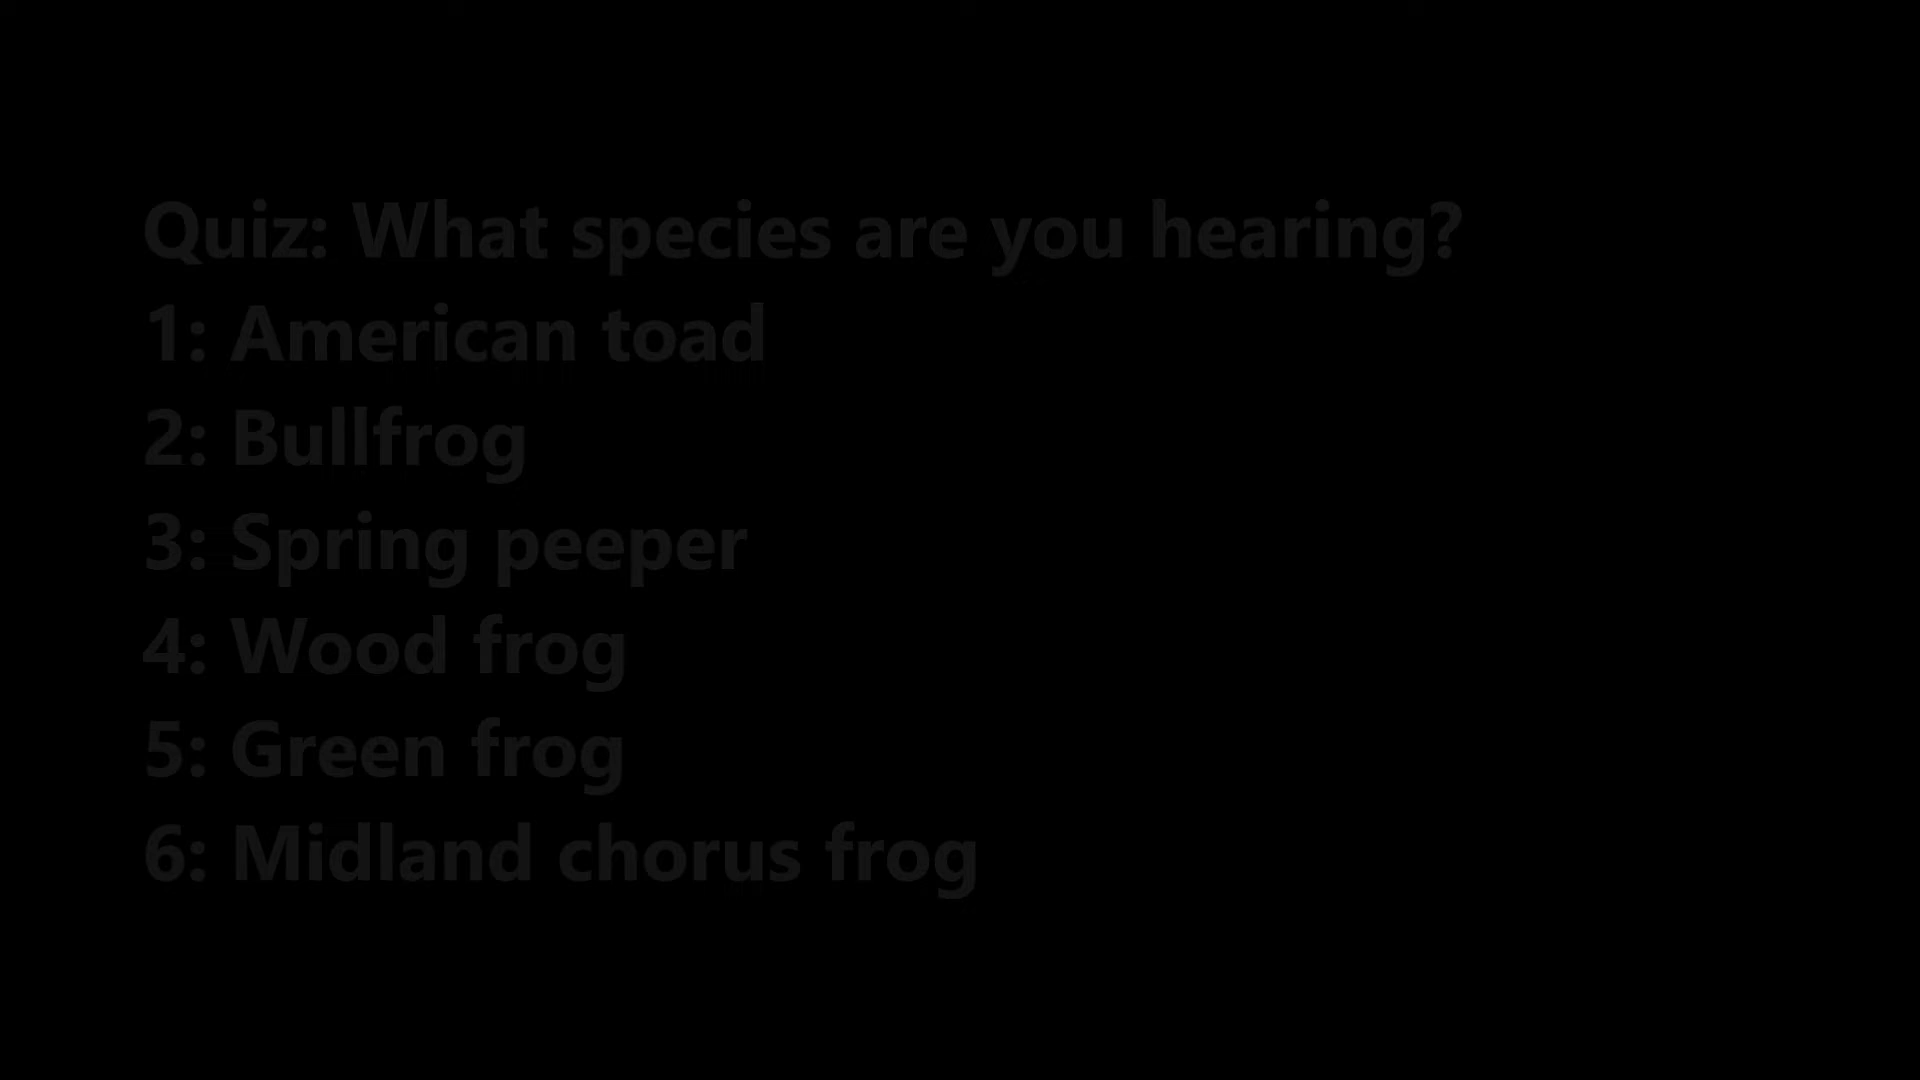 Quiz: What species are you hearing?
1: American toad
2: Bullfrog
3: Spring peeper
4: Wood frog
5: Green frog
6: Midland chorus frog